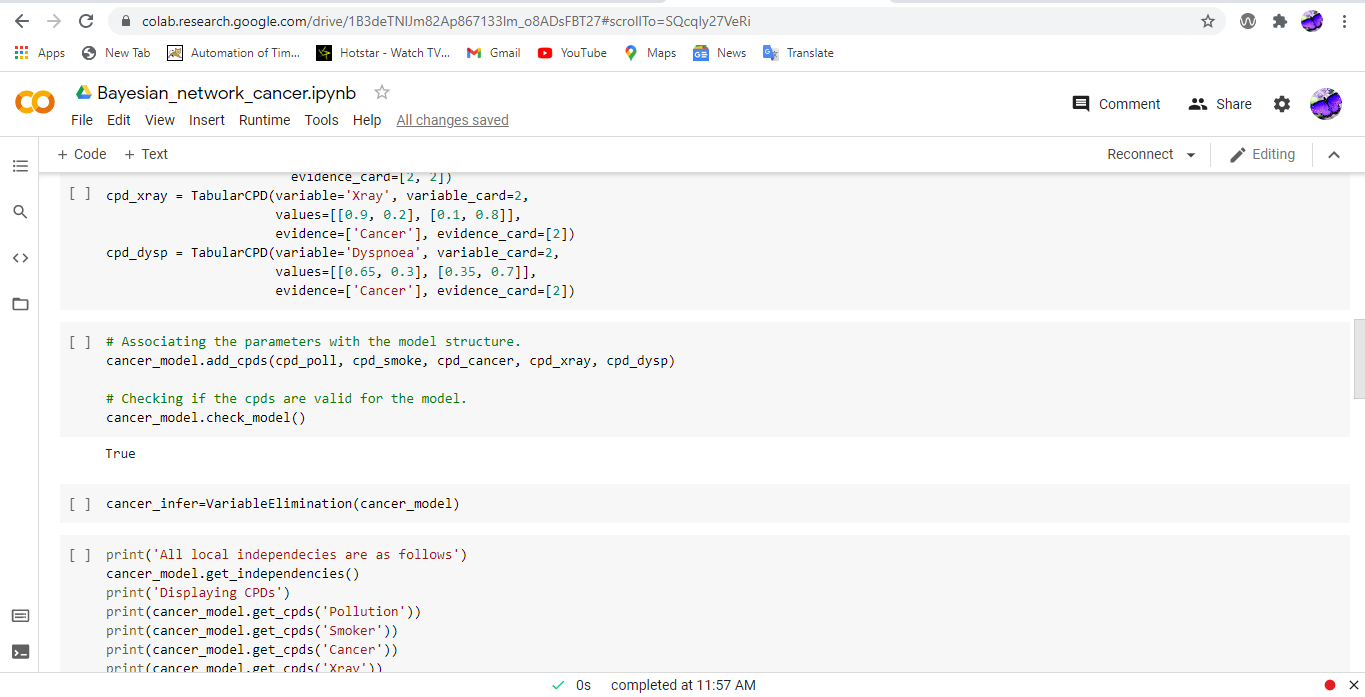 colab.research.google.com/drive/1B3deTNIJm82Ap867133lm_o8ADsFBT27#scrollTo=SQcqIy27VeRi
Apps New Tab Automation of Tim... Hotstar - Watch TV... Gmail YouTube Maps News Translate
Bayesian_network_cancer.ipynb
Comment Share
File Edit View Insert Runtime Tools Help All changes saved
+ Code + Text Reconnect Editing
evidence_card=[2, 2])
[ ] cpd_xray = TabularCPD(variable='Xray', variable_card=2,
values=[[0.9, 0.2], [0.1, 0.8]],
evidence=['Cancer'], evidence_card=[2])
cpd_dysp = TabularCPD(variable='Dyspnoea', variable_card=2,
values=[[0.65, 0.3], [0.35, 0.7]],
evidence=['Cancer'], evidence_card=[2])
[ ] # Associating the parameters with the model structure.
cancer_model.add_cpds(cpd_poll, cpd_smoke, cpd_cancer, cpd_xray, cpd_dysp)
# Checking if the cpds are valid for the model.
cancer_model.check_model()
True
[ ] cancer_infer=VariableElimination(cancer_model)
[ ] print('All local independecies are as follows')
cancer_model.get_independencies()
print('Displaying CPDs')
print(cancer_model.get_cpds('Pollution'))
print(cancer_model.get_cpds('Smoker'))
print(cancer_model.get_cpds('Cancer'))
print(cancer_model.get_cpds('Xray'))
0s completed at 11:57 AM